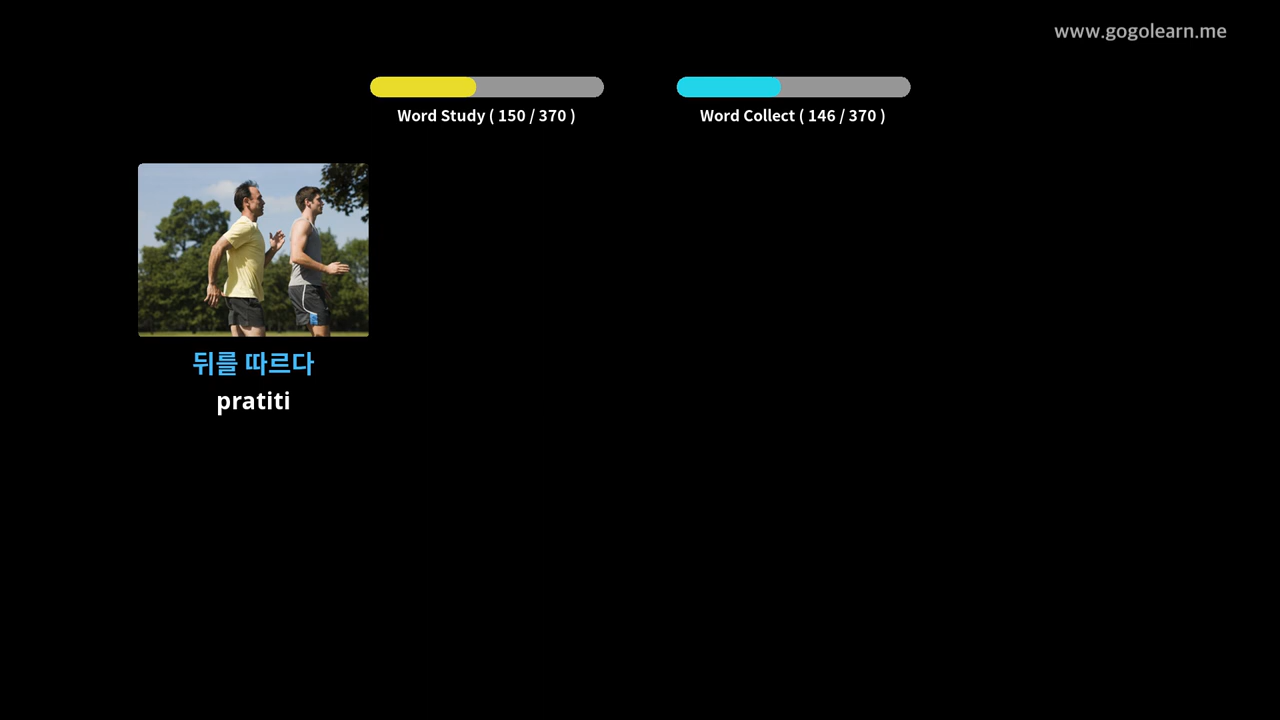 www.gogolearn.me
Word Study ( 150 / 370 )
Word Collect ( 146 / 370 )
뒤를 따르다
pratiti